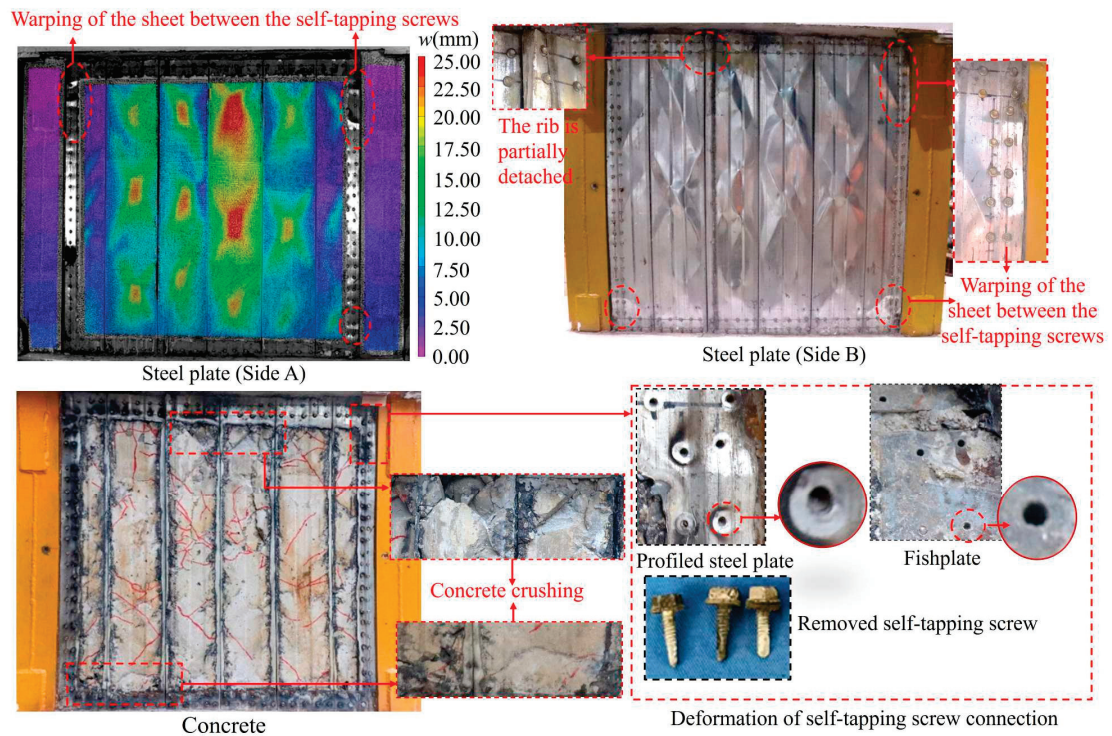 Warping of the sheet between the self-tapping screws
w(mm)
25.00
22.50
20.00
17.50
15.00
12.50
10.00
7.50
5.00
2.50
0.00
Steel plate (Side A)
The rib is
partially
detached
Warping of the
sheet between the
self-tapping screws
Steel plate (Side B)
Concrete crushing
Concrete
Profiled steel plate
Fishplate
Removed self-tapping screw
Deformation of self-tapping screw connection